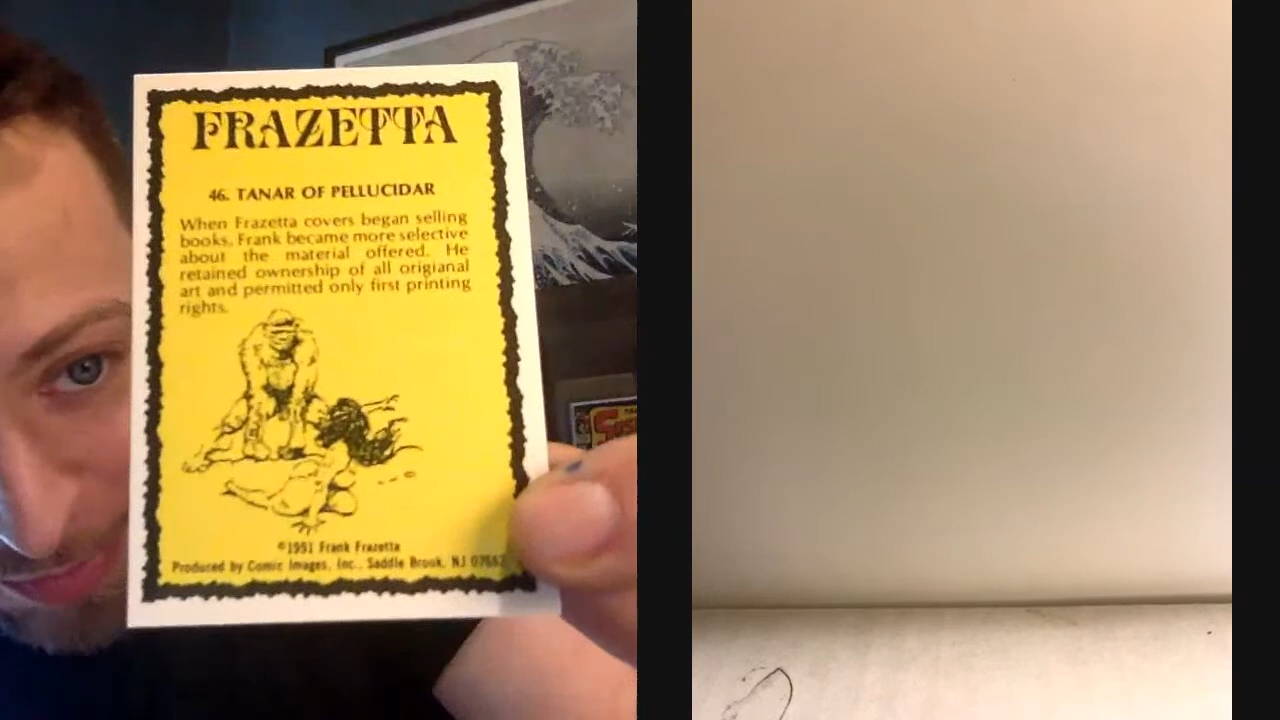 FRAZETTA
46. TANAR OF PELLUCIDAR
When Frazetta covers began selling
books, Frank became more selective
about the material offered. He
retained ownership of all origianal
art and permitted only first printing
rights.
©1991 Frank Frazetta
Produced by Comic Images, Inc., Saddle Brook, NJ 07662